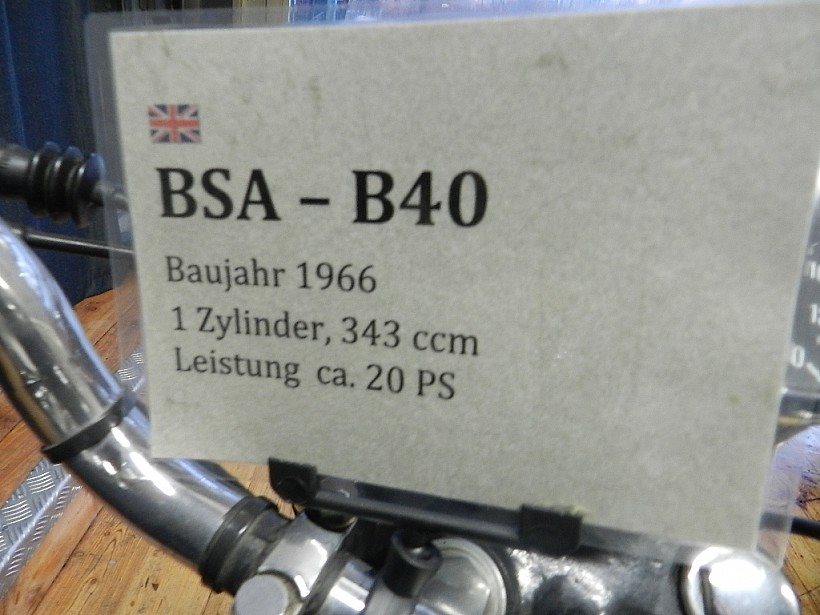 BSA – B40
Baujahr 1966
1 Zylinder, 343 ccm
Leistung ca. 20 PS